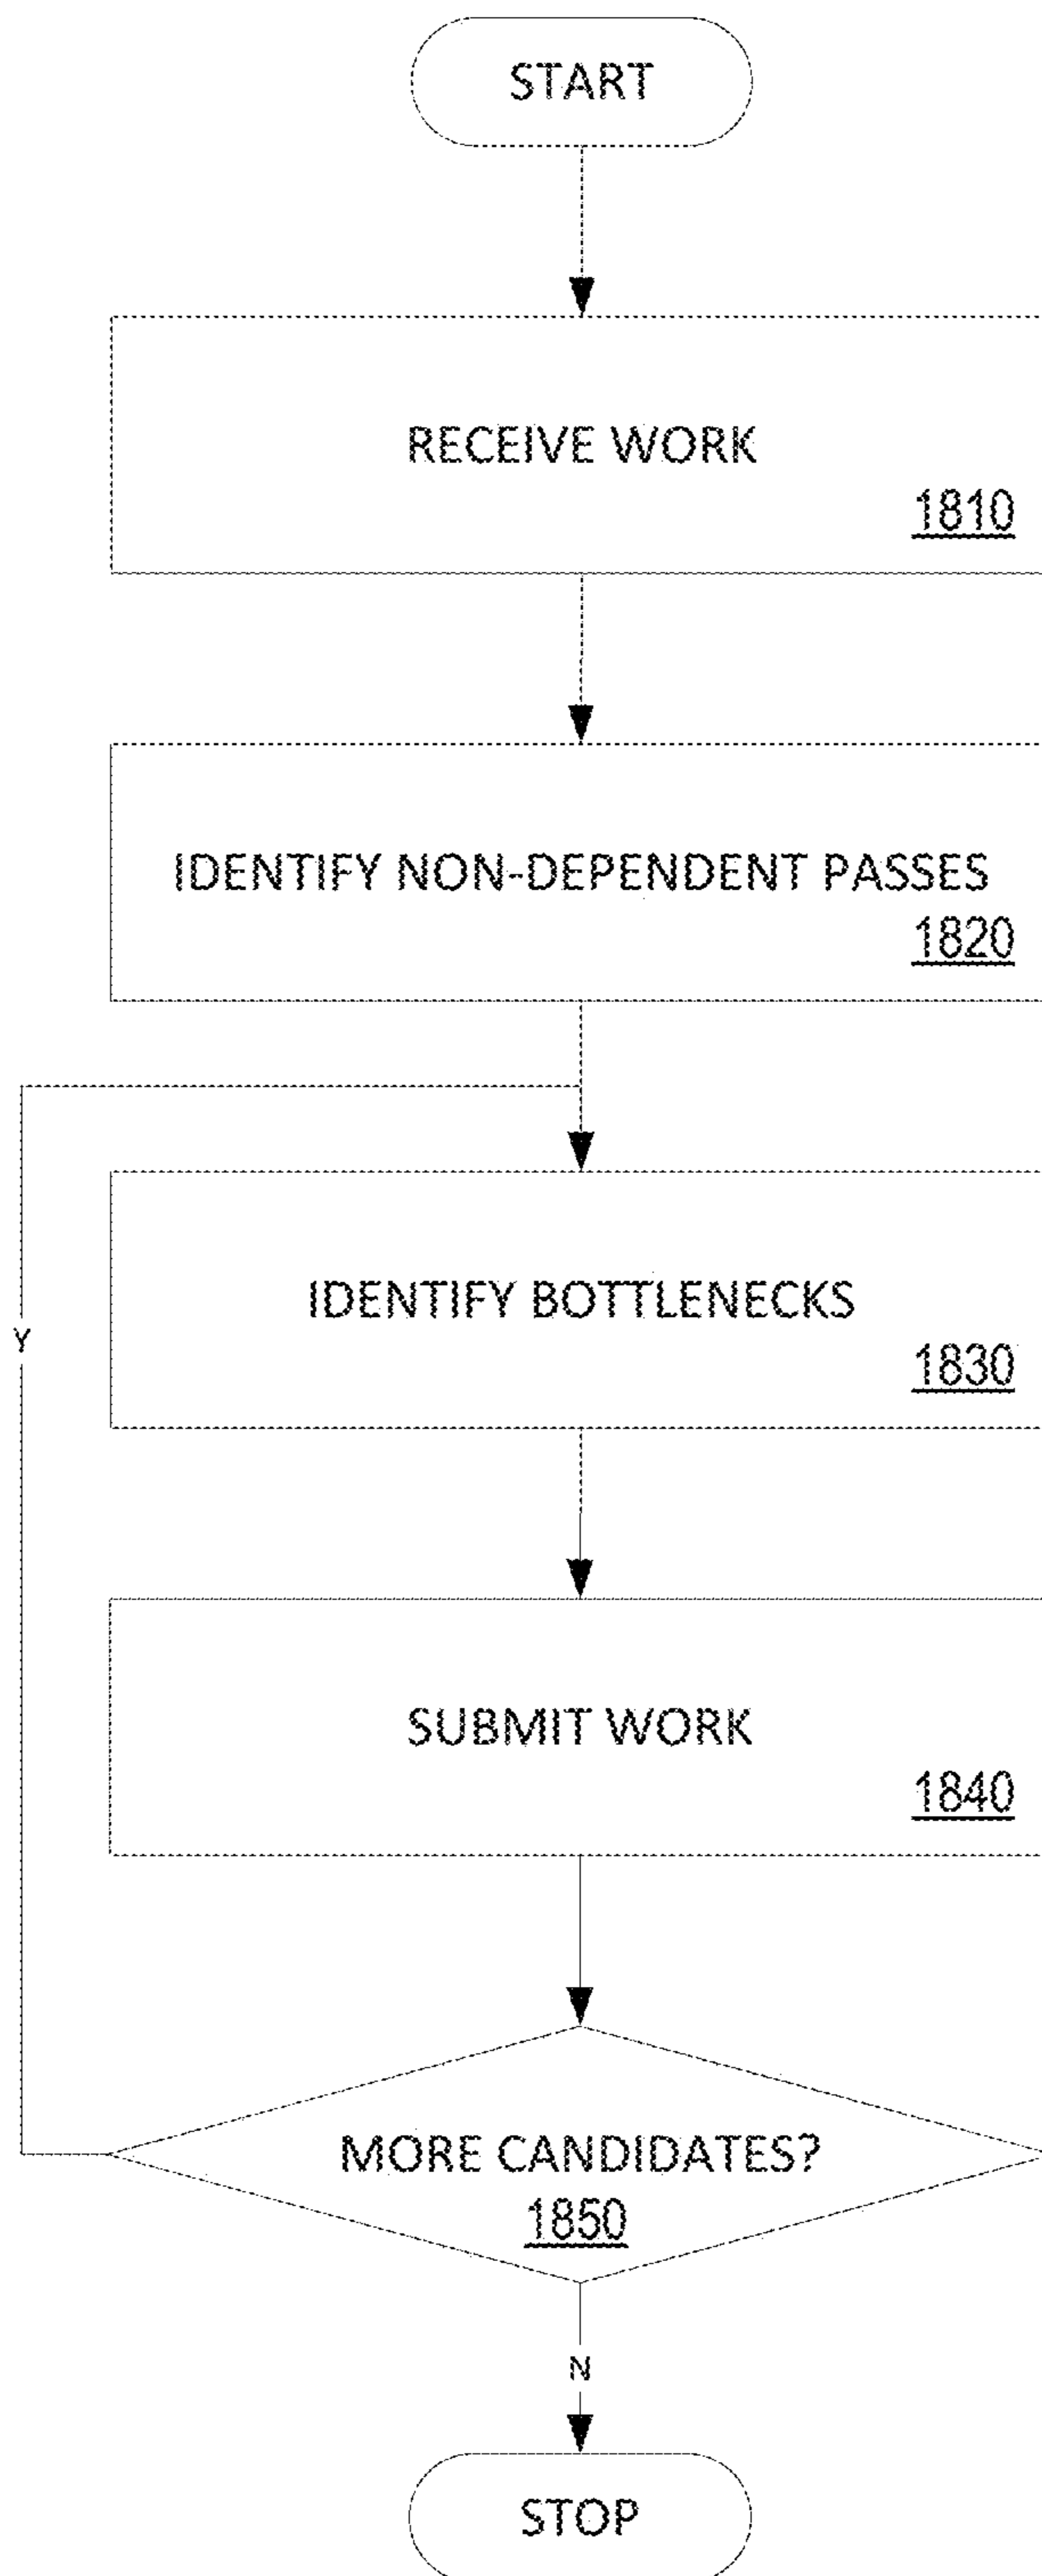 START
RECEIVE WORK
1810
IDENTIFY NON-DEPENDENT PASSES
1820
IDENTIFY BOTTLENECKS
Y
1830
SUBMIT WORK
1840
MORE CANDIDATES?
1850
N
STOP